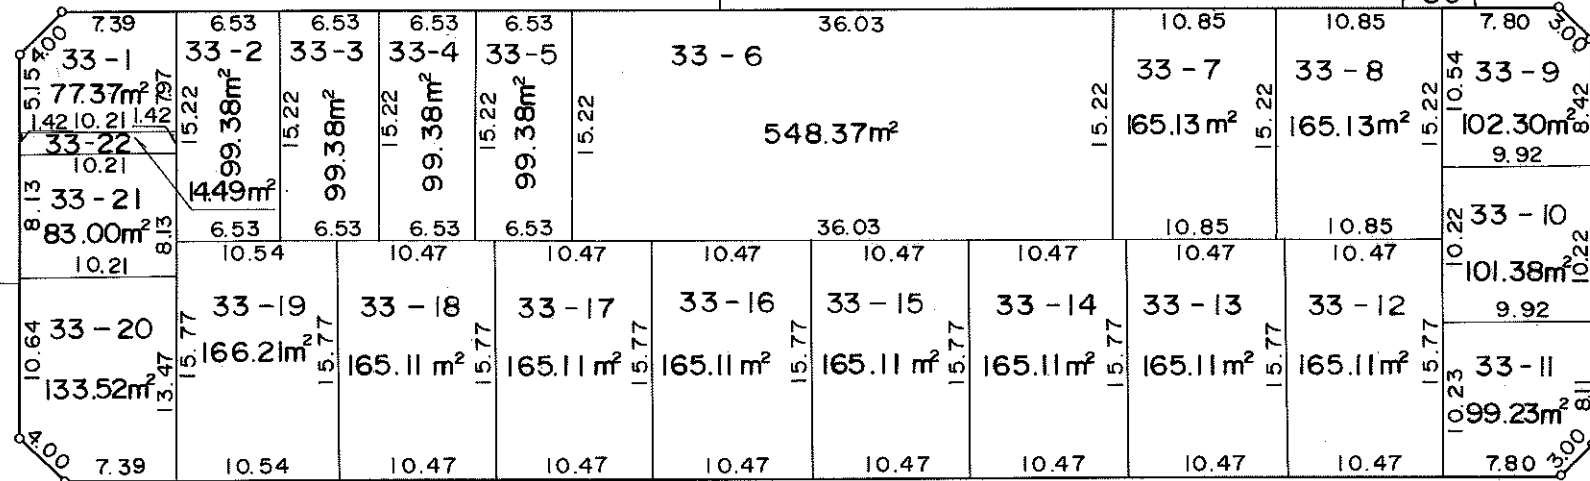 7.39 6.53 6.53 6.53 6.53 36.03 10.85 10.85 7.80
4.00 3.00
33-1 33-2 33-3 33-4 33-5 33-6 33-7 33-8 33-9
5.15 77.37m² 7.97 15.22 99.38m² 15.22 99.38m² 15.22 99.38m² 15.22 99.38m² 15.22 548.37m² 15.22 165.13m² 15.22 165.13m² 15.22 10.54 102.30m² 8.42
1.42 10.21 1.42
33-22
14.49m²
10.21 9.92
8.13 33-21 8.13 10.22 33-10 10.22
83.00m² 101.38m²
6.53 6.53 6.53 6.53 36.03 10.85 10.85
10.21 10.54 10.47 10.47 10.47 10.47 10.47 10.47 10.47 9.92
33-20 33-19 33-18 33-17 33-16 33-15 33-14 33-13 33-12 33-11
10.64 133.52m² 13.47 15.77 166.21m² 15.77 165.11m² 15.77 165.11m² 15.77 165.11m² 15.77 165.11m² 15.77 165.11m² 15.77 165.11m² 15.77 165.11m² 15.77 10.23 99.23m² 8.11
4.00 3.00
7.39 10.54 10.47 10.47 10.47 10.47 10.47 10.47 10.47 7.80